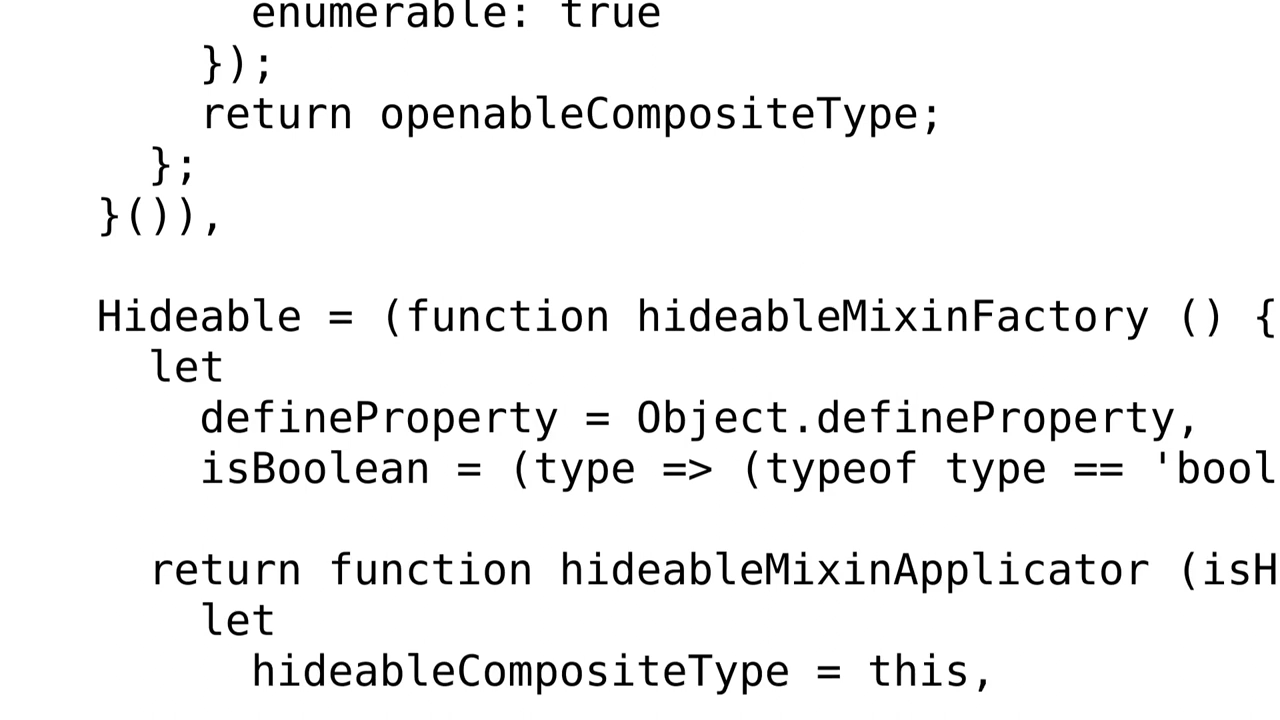 enumerable: true
    });
    return openableCompositeType;
  };
}()),

Hideable = (function hideableMixinFactory () {
  let
    defineProperty = Object.defineProperty,
    isBoolean = (type => (typeof type == 'bool

  return function hideableMixinApplicator (isH
    let
      hideableCompositeType = this,